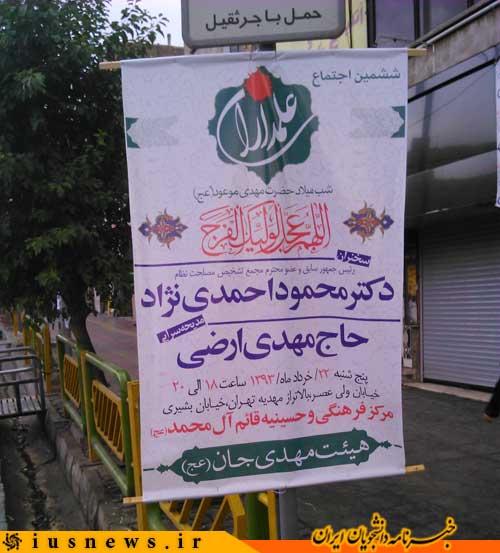 حمل با جرثقیل
ششمین اجتماع
علمداران
شب میلاد حضرت مهدی موعود (عج)
اللهم عجل لولیک الفرج
سخنران:
رئیس جمهور سابق و عضو محترم مجمع تشخیص مصلحت نظام
دکتر محمود احمدی نژاد
مدیحه سرا:
حاج مهدی ارضی
پنج شنبه / ۲۲ خرداد ماه / ۱۳۹۳ ساعت ۱۸ الی ۲۰
خیابان ولی عصر، بالاتر از مهدیه تهران، خیابان بشیری
مرکز فرهنگی و حسینیه قائم آل محمد (عج)
هیئت مهدی جان (عج)
iusnews.ir
خبرنامه دانشجویان ایران